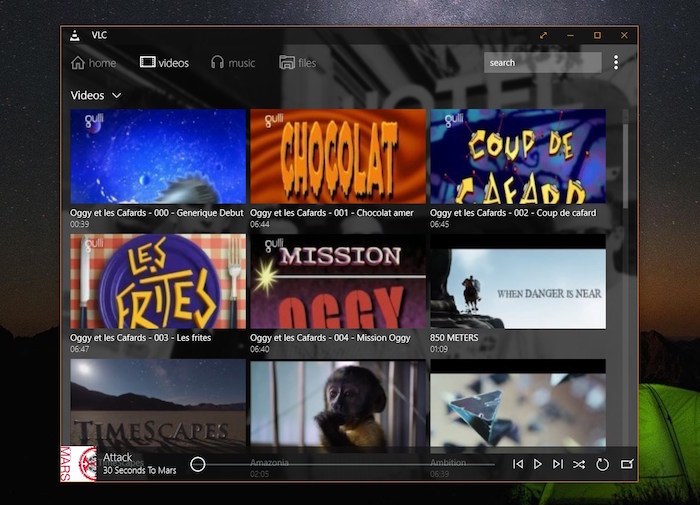 VLC
home
videos
music
files
search
Videos
gulli
gulli
CHOCOLAT
gulli
COUP DE
CAFARD
Oggy et les Cafards - 000 - Generique Debut
00:39
Oggy et les Cafards - 001 - Chocolat amer
06:44
Oggy et les Cafards - 002 - Coup de cafard
06:45
gulli
LES
FRITES
gulli
MISSION
OGGY
WHEN DANGER IS NEAR
Oggy et les Cafards - 003 - Les frites
06:47
Oggy et les Cafards - 004 - Mission Oggy
06:40
850 METERS
01:09
TIMESCAPES
MARS
Attack
30 Seconds To Mars
TimeScapes
Amazonia
02:05
Ambition
06:39